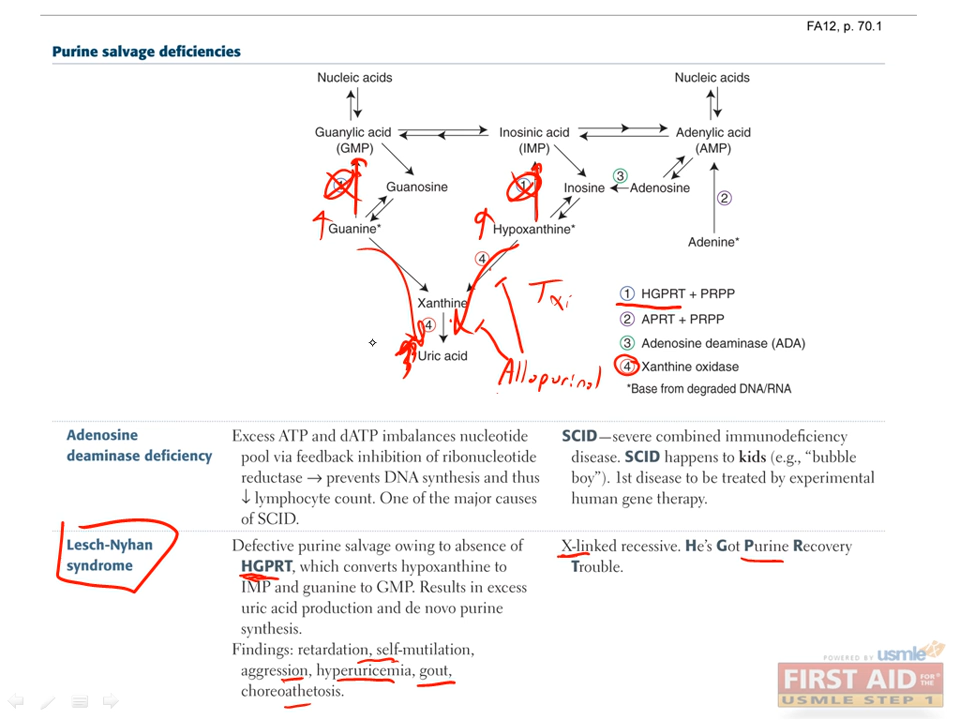 FA12, p. 70.1
Purine salvage deficiencies
Nucleic acids Nucleic acids
Guanylic acid Inosinic acid Adenylic acid
(GMP) (IMP) (AMP)
1 Guanosine 1 Inosine 3 Adenosine 2
Guanine* Hypoxanthine* Adenine*
4
Xanthine
4
Uric acid
Allopurinol
1 HGPRT + PRPP
2 APRT + PRPP
3 Adenosine deaminase (ADA)
4 Xanthine oxidase
*Base from degraded DNA/RNA
Adenosine
deaminase deficiency
Excess ATP and dATP imbalances nucleotide
pool via feedback inhibition of ribonucleotide
reductase → prevents DNA synthesis and thus
↓ lymphocyte count. One of the major causes
of SCID.
SCID—severe combined immunodeficiency
disease. SCID happens to kids (e.g., “bubble
boy”). 1st disease to be treated by experimental
human gene therapy.
Lesch-Nyhan
syndrome
Defective purine salvage owing to absence of
HGPRT, which converts hypoxanthine to
IMP and guanine to GMP. Results in excess
uric acid production and de novo purine
synthesis.
Findings: retardation, self-mutilation,
aggression, hyperuricemia, gout,
choreoathetosis.
X-linked recessive. He's Got Purine Recovery
Trouble.
POWERED BY usmle
FIRST AID FOR THE
USMLE STEP 1